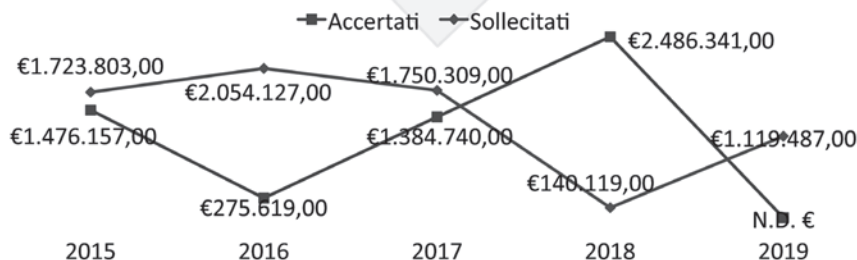 Accertati Sollecitati
€2.486.341,00
€1.723.803,00 €1.750.309,00
€2.054.127,00
€1.476.157,00 €1.384.740,00 €1.119.487,00
€140.119,00
€275.619,00
N.D. €
2015 2016 2017 2018 2019